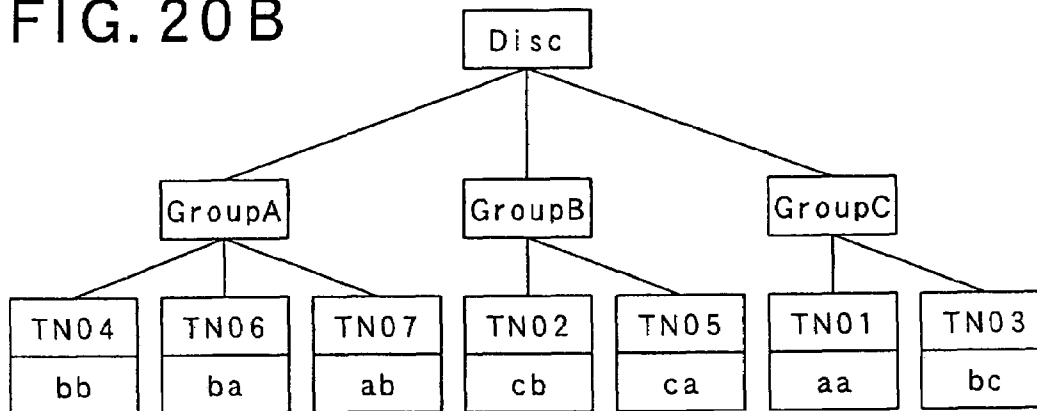 FIG. 20B
Disc
GroupA GroupB GroupC
TN04 TN06 TN07 TN02 TN05 TN01 TN03
bb ba ab cb ca aa bc